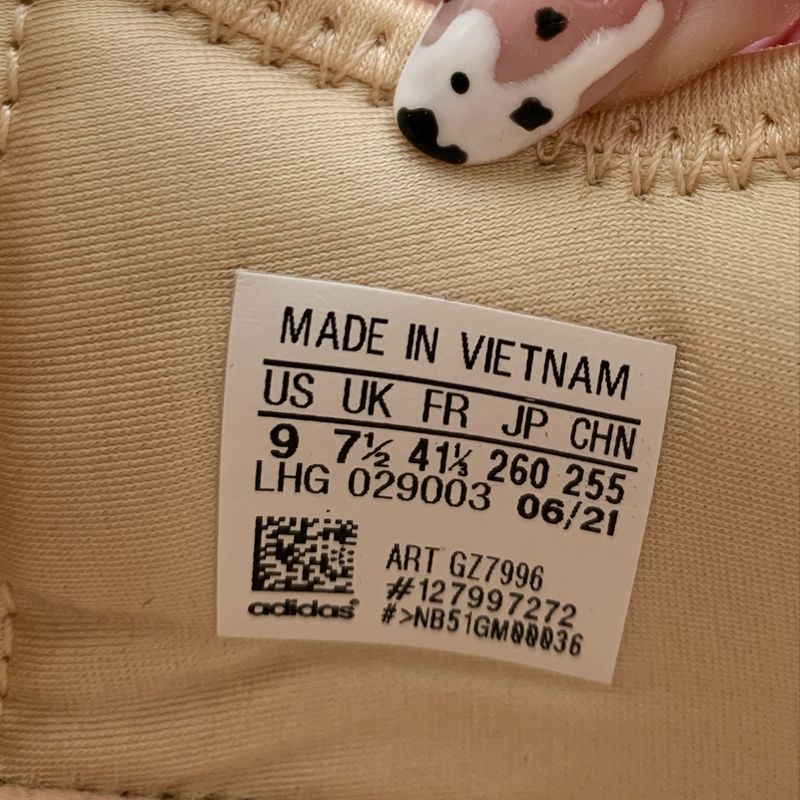 MADE IN VIETNAM
US UK FR JP CHN
9 7½ 41⅓ 260 255
LHG 029003 06/21
ART GZ7996
#127997272
#>NB51GM00036
adidas®